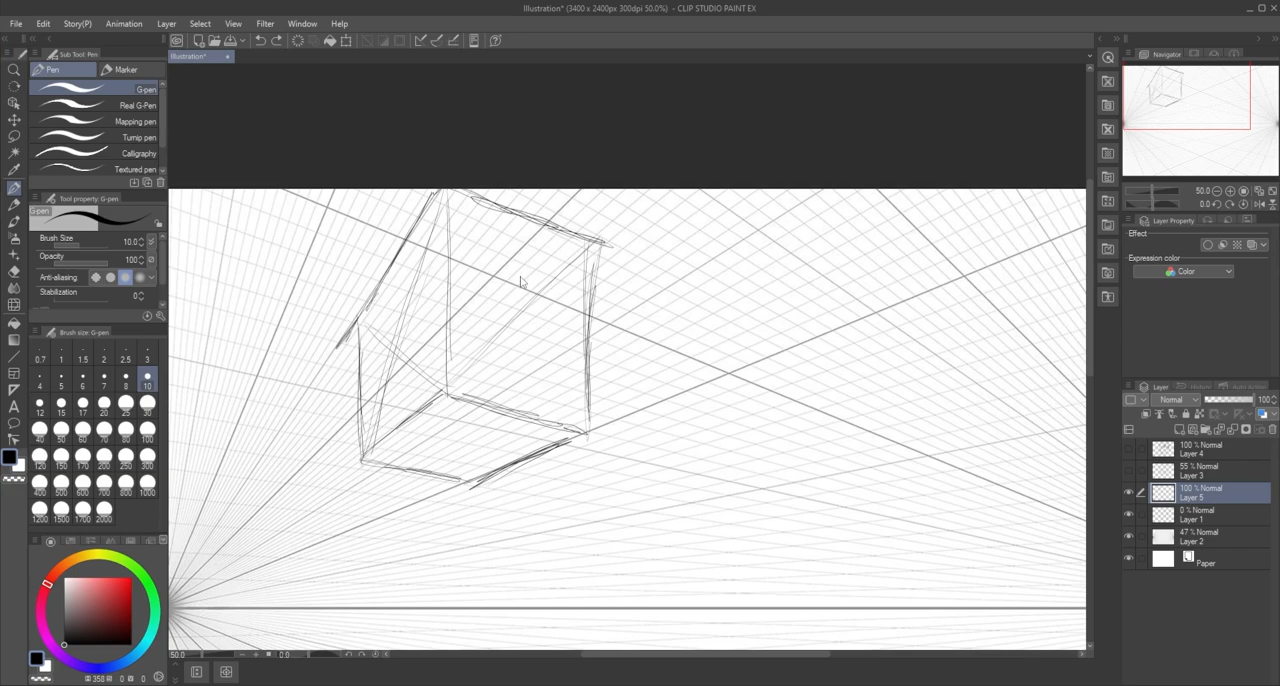 Illustration* (3400 x 2400px 300dpi 50.0%) - CLIP STUDIO PAINT EX
File Edit Story(P) Animation Layer Select View Filter Window Help
Sub Tool: Pen
Illustration*
Navigator
Pen Marker
G-pen
Real G-Pen
Mapping pen
Turnip pen
Calligraphy
Textured pen
Tool property: G-pen
G-pen
Brush Size 10.0
Opacity 100
Anti-aliasing
Stabilization 0
Brush size: G-pen
0.7 1 1.5 2 2.5 3
4 5 6 7 8 10
12 15 17 20 25 30
40 50 60 70 80 100
120 150 170 200 250 300
400 500 600 700 800 1000
1200 1500 1700 2000
358 0 0
50.0 0.0
50.0
0.0
Layer Property
Effect
Expression color
Color
Layer History Auto Action
Normal 100
100 % Normal
Layer 4
55 % Normal
Layer 3
100 % Normal
Layer 5
0 % Normal
Layer 1
47 % Normal
Layer 2
Paper